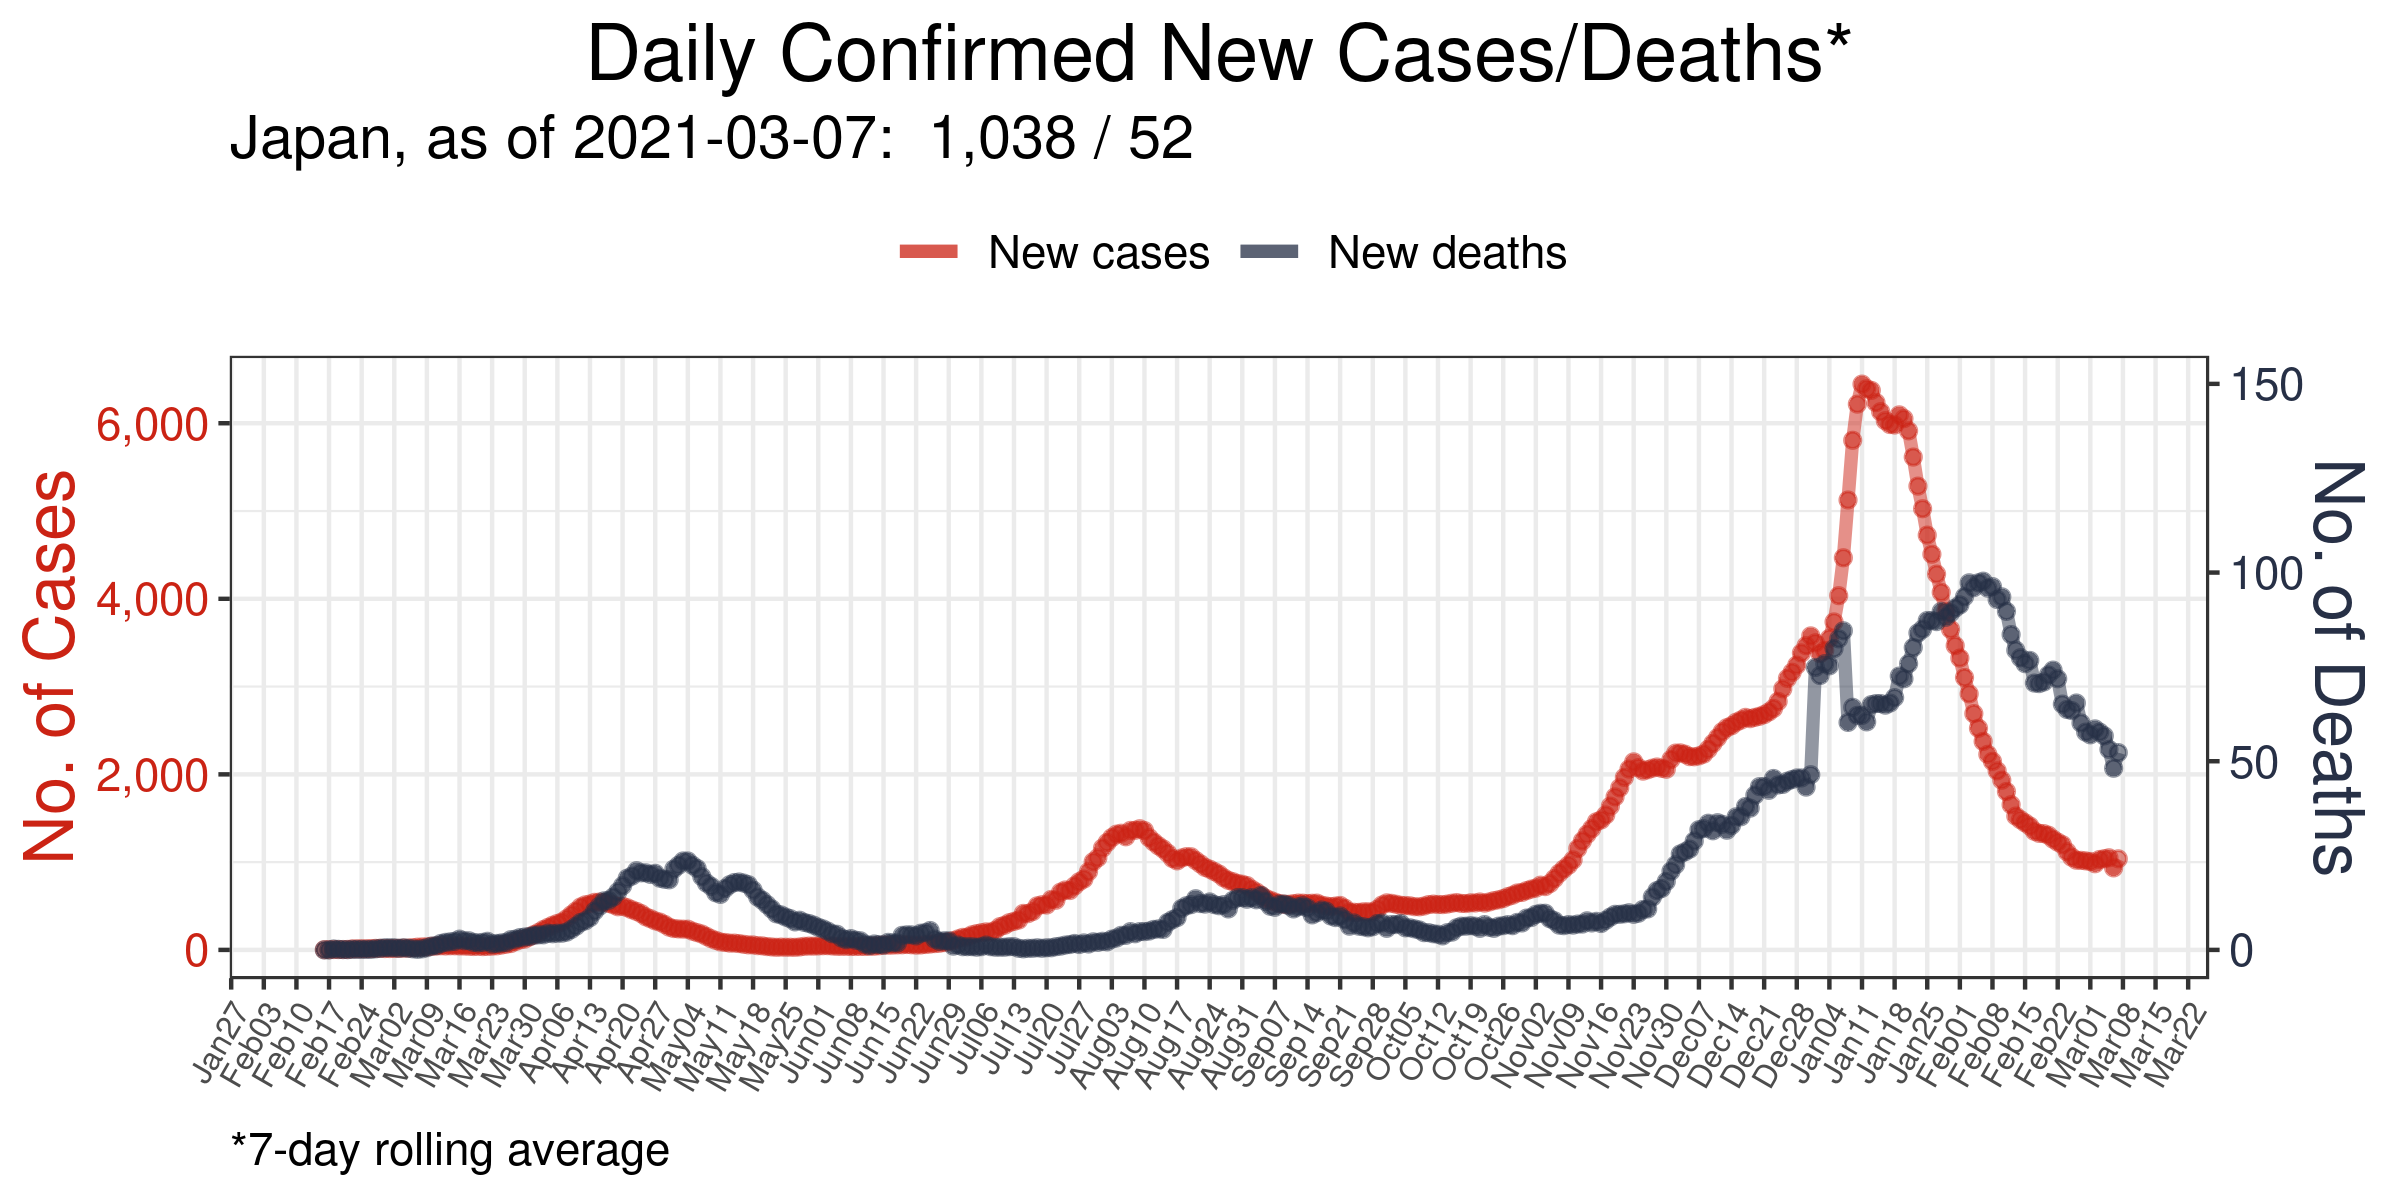 Daily Confirmed New Cases/Deaths*
Japan, as of 2021-03-07:  1,038 / 52
New cases
New deaths
No. of Cases
6,000
4,000
2,000
0
150
100
50
0
No. of Deaths
Jan27
Feb03
Feb10
Feb17
Feb24
Mar02
Mar09
Mar16
Mar23
Mar30
Apr06
Apr13
Apr20
Apr27
May04
May11
May18
May25
Jun01
Jun08
Jun15
Jun22
Jun29
Jul06
Jul13
Jul20
Jul27
Aug03
Aug10
Aug17
Aug24
Aug31
Sep07
Sep14
Sep21
Sep28
Oct05
Oct12
Oct19
Oct26
Nov02
Nov09
Nov16
Nov23
Nov30
Dec07
Dec14
Dec21
Dec28
Jan04
Jan11
Jan18
Jan25
Feb01
Feb08
Feb15
Feb22
Mar01
Mar08
Mar15
Mar22
*7-day rolling average